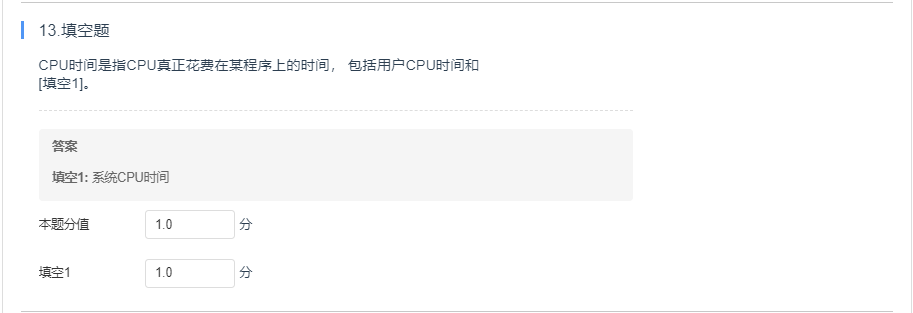 13.填空题
CPU时间是指CPU真正花费在某程序上的时间， 包括用户CPU时间和
[填空1]。
答案
填空1: 系统CPU时间
本题分值 1.0 分
填空1 1.0 分